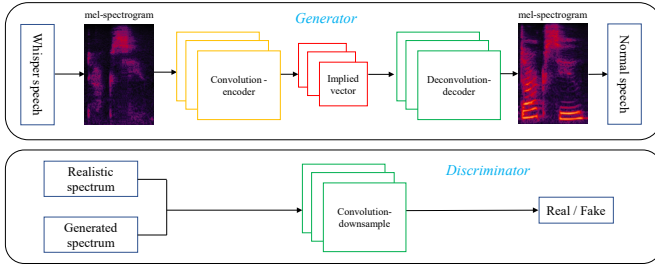 Generator
mel-spectrogram
mel-spectrogram
Whisper speech
Convolution -
encoder
Implied
vector
Deconvolution-
decoder
Normal speech
Discriminator
Realistic
spectrum
Generated
spectrum
Convolution-
downsample
Real / Fake